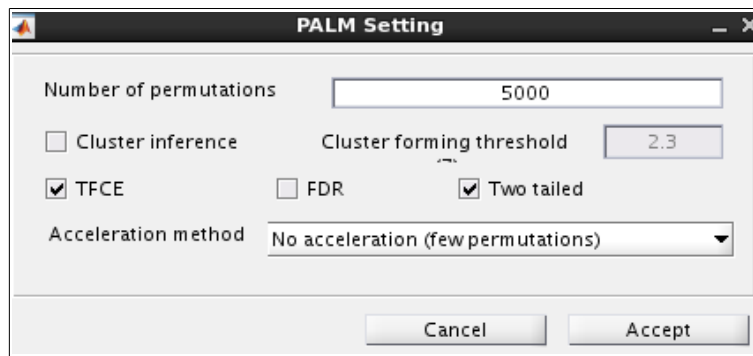 PALM Setting
Number of permutations 5000
Cluster inference Cluster forming threshold 2.3
TFCE FDR Two tailed
Acceleration method No acceleration (few permutations)
Cancel Accept